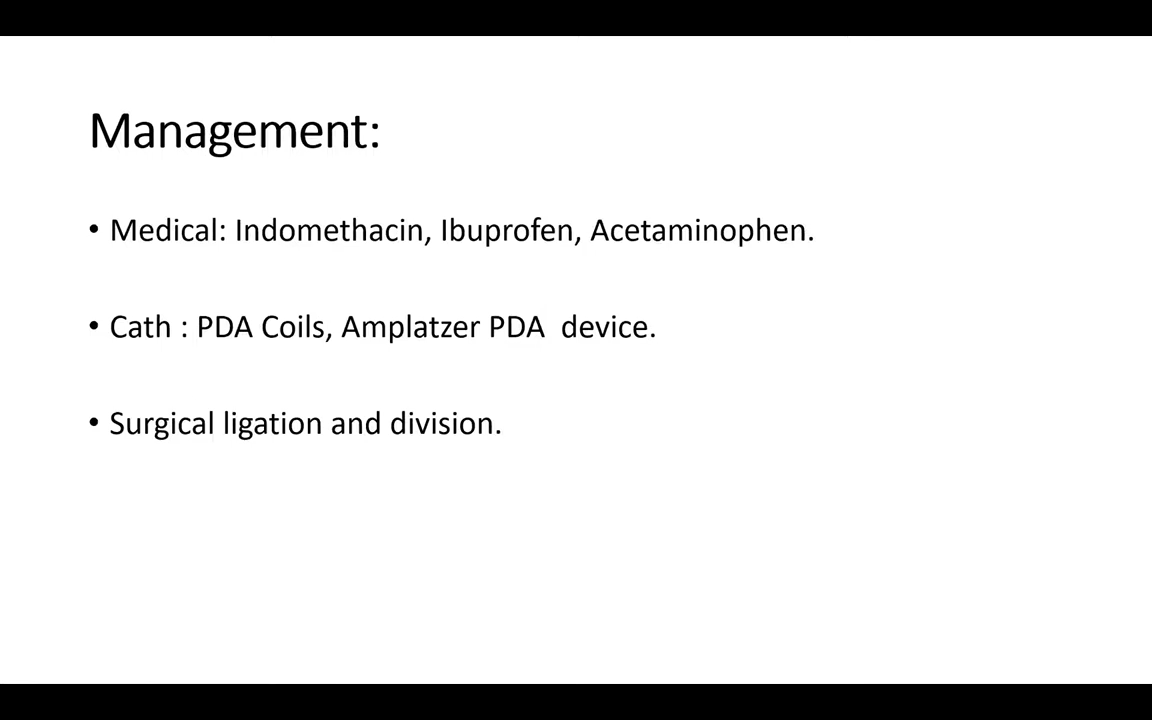 Management:
• Medical: Indomethacin, Ibuprofen, Acetaminophen.
• Cath : PDA Coils, Amplatzer PDA  device.
• Surgical ligation and division.